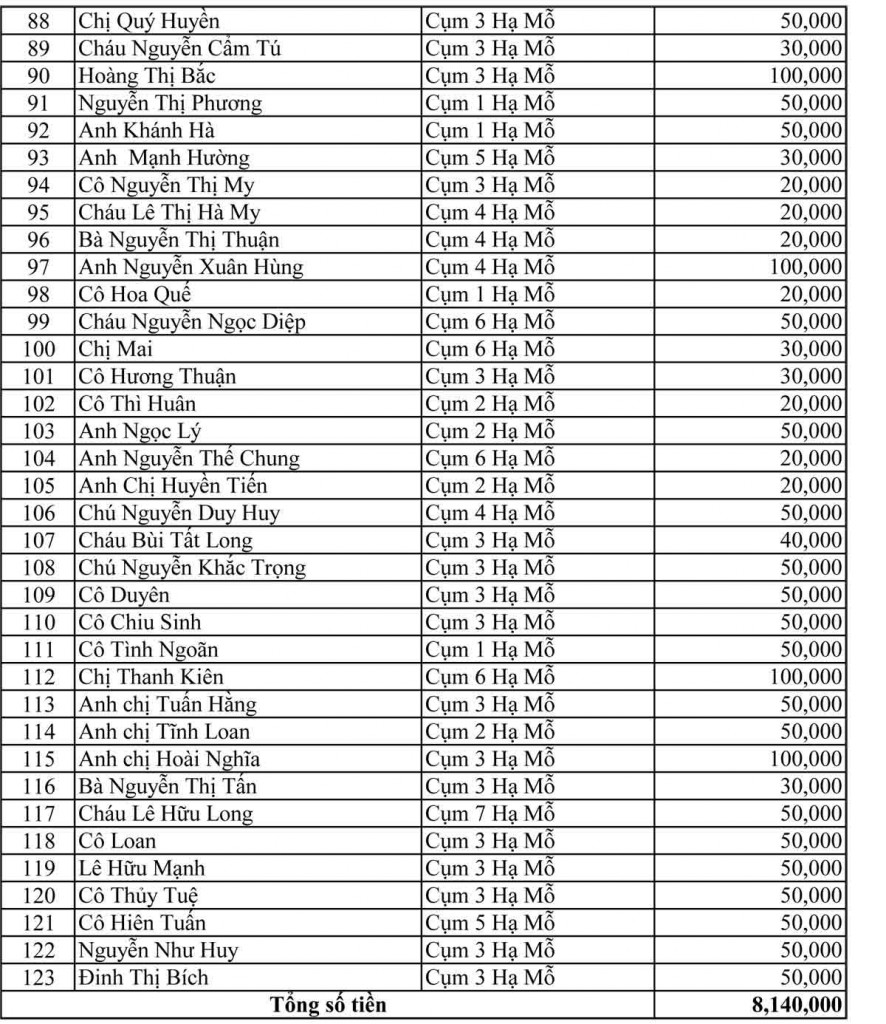 88 Chị Quý Huyền Cụm 3 Hạ Mỗ 50,000
89 Cháu Nguyễn Cẩm Tú Cụm 3 Hạ Mỗ 30,000
90 Hoàng Thị Bắc Cụm 3 Hạ Mỗ 100,000
91 Nguyễn Thị Phương Cụm 1 Hạ Mỗ 50,000
92 Anh Khánh Hà Cụm 1 Hạ Mỗ 50,000
93 Anh Mạnh Hường Cụm 5 Hạ Mỗ 30,000
94 Cô Nguyễn Thị My Cụm 3 Hạ Mỗ 20,000
95 Cháu Lê Thị Hà My Cụm 4 Hạ Mỗ 20,000
96 Bà Nguyễn Thị Thuận Cụm 4 Hạ Mỗ 20,000
97 Anh Nguyễn Xuân Hùng Cụm 4 Hạ Mỗ 100,000
98 Cô Hoa Quế Cụm 1 Hạ Mỗ 20,000
99 Cháu Nguyễn Ngọc Diệp Cụm 6 Hạ Mỗ 50,000
100 Chị Mai Cụm 6 Hạ Mỗ 30,000
101 Cô Hương Thuận Cụm 3 Hạ Mỗ 30,000
102 Cô Thì Huân Cụm 2 Hạ Mỗ 20,000
103 Anh Ngọc Lý Cụm 2 Hạ Mỗ 50,000
104 Anh Nguyễn Thế Chung Cụm 6 Hạ Mỗ 20,000
105 Anh Chị Huyền Tiến Cụm 2 Hạ Mỗ 20,000
106 Chú Nguyễn Duy Huy Cụm 4 Hạ Mỗ 50,000
107 Cháu Bùi Tất Long Cụm 3 Hạ Mỗ 40,000
108 Chú Nguyễn Khắc Trọng Cụm 3 Hạ Mỗ 50,000
109 Cô Duyên Cụm 3 Hạ Mỗ 50,000
110 Cô Chiu Sinh Cụm 3 Hạ Mỗ 50,000
111 Cô Tình Ngoãn Cụm 1 Hạ Mỗ 50,000
112 Chị Thanh Kiên Cụm 6 Hạ Mỗ 100,000
113 Anh chị Tuấn Hằng Cụm 3 Hạ Mỗ 50,000
114 Anh chị Tĩnh Loan Cụm 2 Hạ Mỗ 50,000
115 Anh chị Hoài Nghĩa Cụm 3 Hạ Mỗ 100,000
116 Bà Nguyễn Thị Tấn Cụm 3 Hạ Mỗ 30,000
117 Cháu Lê Hữu Long Cụm 7 Hạ Mỗ 50,000
118 Cô Loan Cụm 3 Hạ Mỗ 50,000
119 Lê Hữu Mạnh Cụm 3 Hạ Mỗ 50,000
120 Cô Thủy Tuệ Cụm 3 Hạ Mỗ 50,000
121 Cô Hiên Tuấn Cụm 5 Hạ Mỗ 50,000
122 Nguyễn Như Huy Cụm 3 Hạ Mỗ 50,000
123 Đinh Thị Bích Cụm 3 Hạ Mỗ 50,000
Tổng số tiền 8,140,000